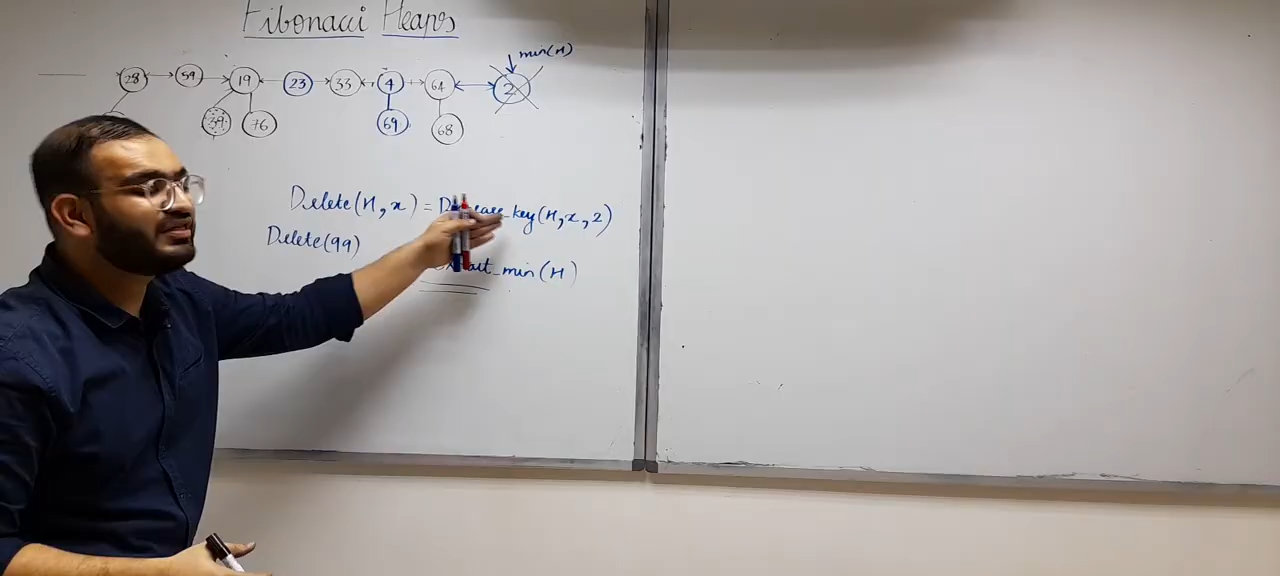 Fibonacci Heaps
min(H)
28 59 19 23 33 4 64 2
39 76 69 68
Delete(H, x) = key(H, x, 2)
Delete(99)
min(H)